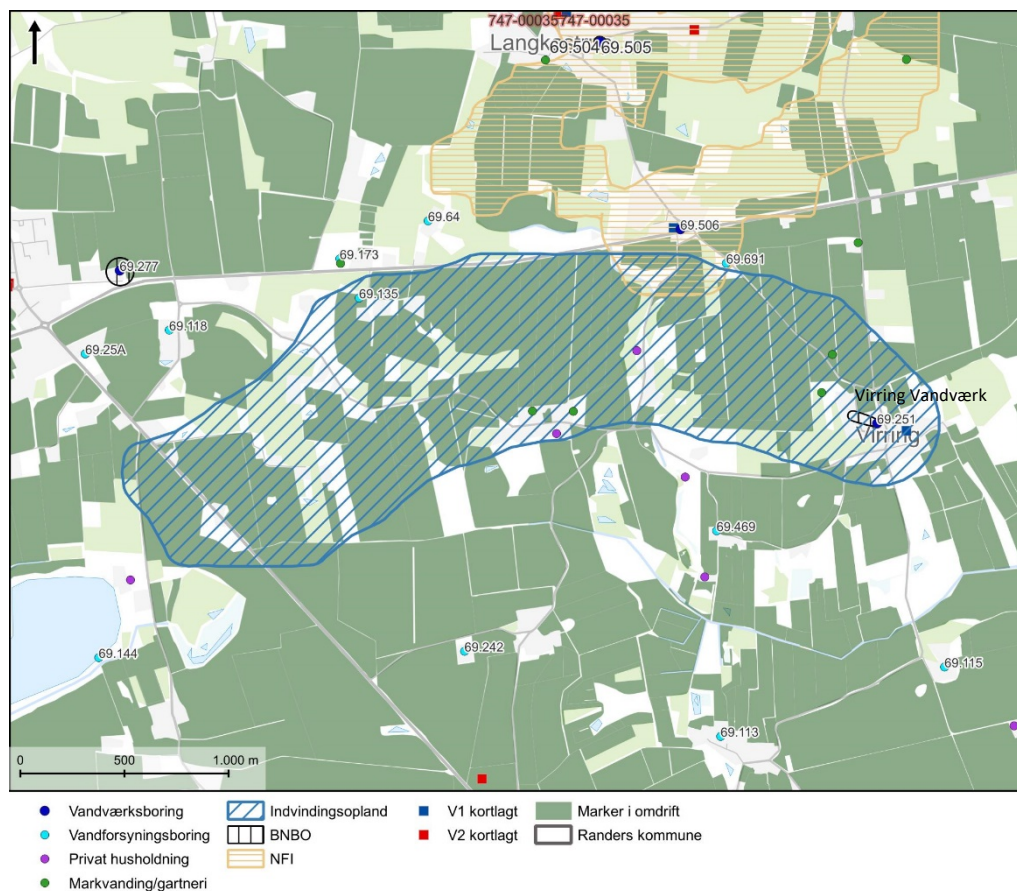 747-00035747-00035
69.50469.505
69.64
69.506
69.173
69.691
69.277
69.135
69.118
69.25A
Virring Vandværk
69.251
Virring
69.469
69.242
69.144
69.115
69.113
0 500 1.000 m
Vandværksboring
Vandforsyningsboring
Privat husholdning
Markvanding/gartneri
Indvindingsopland
BNBO
NFI
V1 kortlagt
V2 kortlagt
Marker i omdrift
Randers kommune